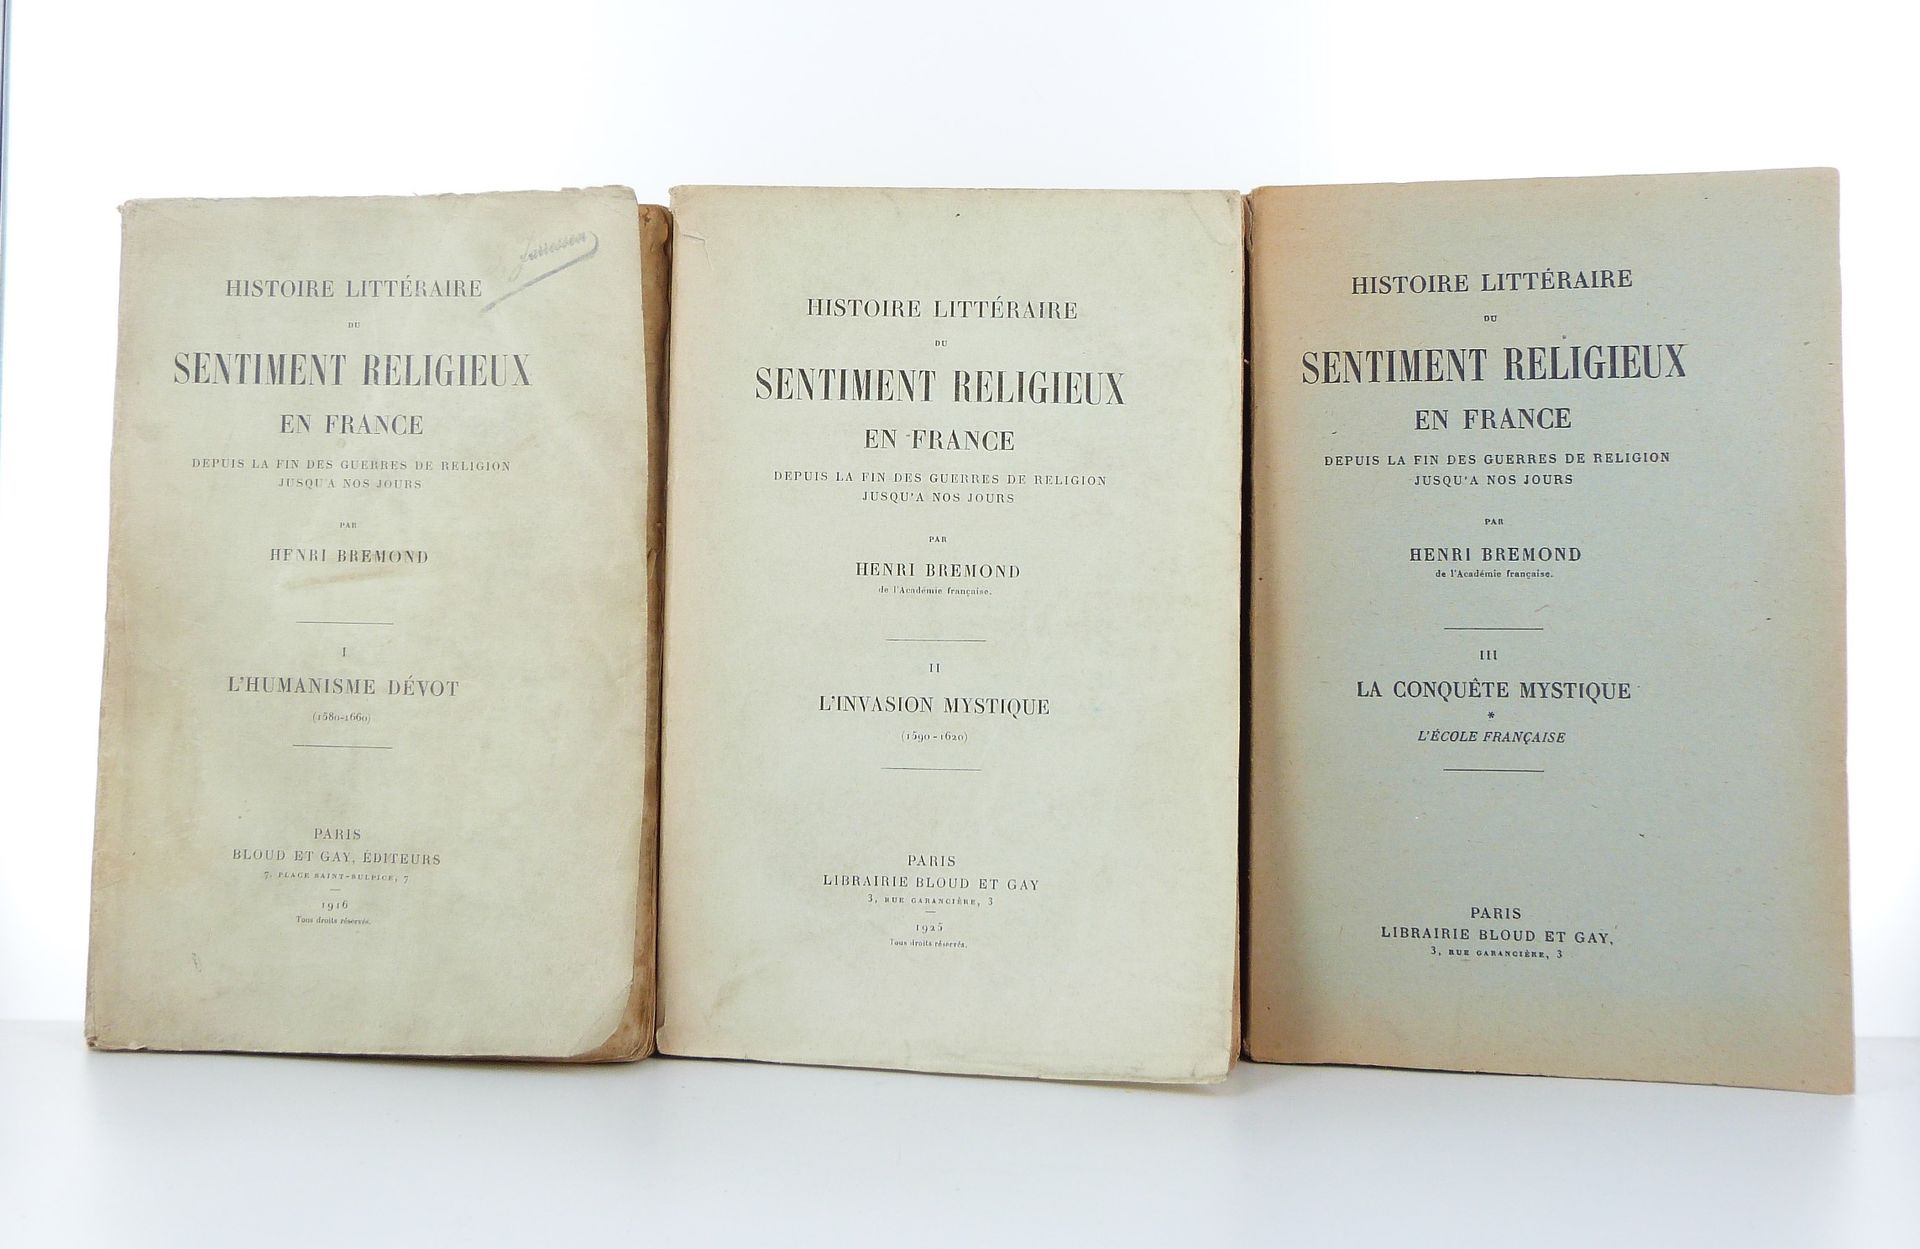 HISTOIRE LITTÉRAIRE
DU
SENTIMENT RELIGIEUX
EN FRANCE
DEPUIS LA FIN DES GUERRES DE RELIGION
JUSQU'A NOS JOURS
PAR
HENRI BREMOND
I
L'HUMANISME DÉVOT
(1580-1660)
PARIS
BLOUD ET GAY, ÉDITEURS
7, PLACE SAINT-SULPICE, 7
1916
Tous droits réservés.
HISTOIRE LITTÉRAIRE
DU
SENTIMENT RELIGIEUX
EN FRANCE
DEPUIS LA FIN DES GUERRES DE RELIGION
JUSQU'A NOS JOURS
PAR
HENRI BREMOND
de l'Académie française.
II
L'INVASION MYSTIQUE
(1590-1620)
PARIS
LIBRAIRIE BLOUD ET GAY
3, RUE GARANCIÈRE, 3
1925
Tous droits réservés.
HISTOIRE LITTÉRAIRE
DU
SENTIMENT RELIGIEUX
EN FRANCE
DEPUIS LA FIN DES GUERRES DE RELIGION
JUSQU'A NOS JOURS
PAR
HENRI BREMOND
de l'Académie française.
III
LA CONQUÊTE MYSTIQUE
*
L'ÉCOLE FRANÇAISE
PARIS
LIBRAIRIE BLOUD ET GAY,
3, RUE GARANCIÈRE, 3